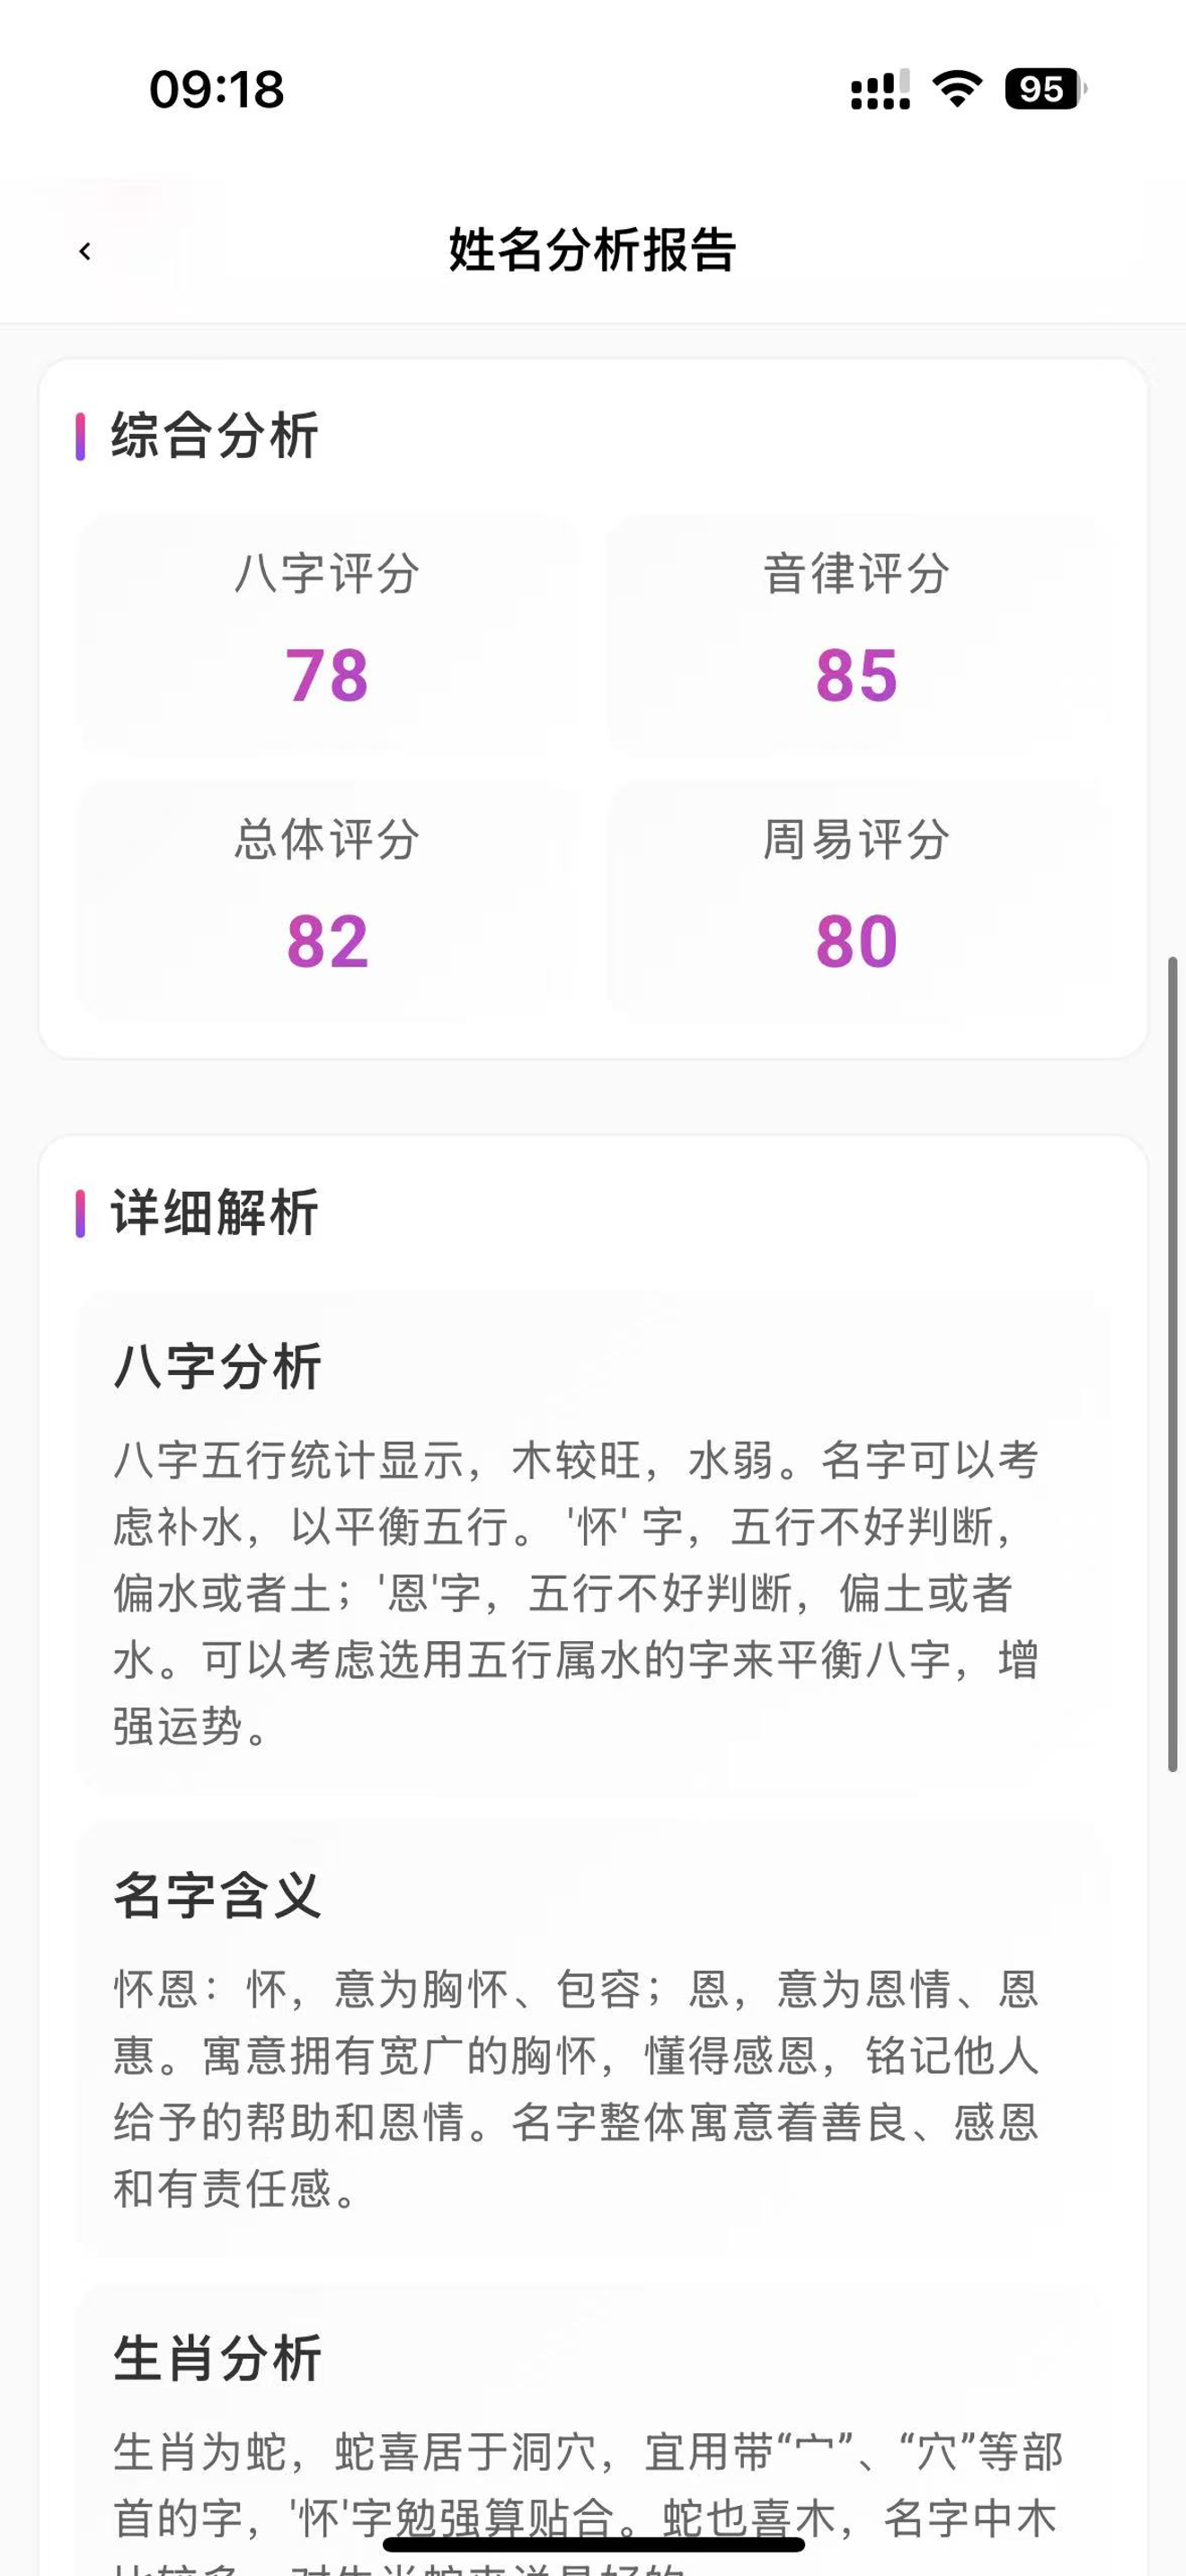 09:18
95
姓名分析报告
综合分析
八字评分
音律评分
78
85
总体评分
周易评分
82
80
详细解析
八字分析
八字五行统计显示，木较旺，水弱。名字可以考
虑补水，以平衡五行。 '怀' 字，五行不好判断，
偏水或者土；'恩'字，五行不好判断，偏土或者
水。可以考虑选用五行属水的字来平衡八字，增
强运势。
名字含义
怀恩：怀，意为胸怀、包容；恩，意为恩情、恩
惠。寓意拥有宽广的胸怀，懂得感恩，铭记他人
给予的帮助和恩情。名字整体寓意着善良、感恩
和有责任感。
生肖分析
生肖为蛇，蛇喜居于洞穴，宜用带“宀”、“穴”等部
首的字，'怀'字勉强算贴合。蛇也喜木，名字中木